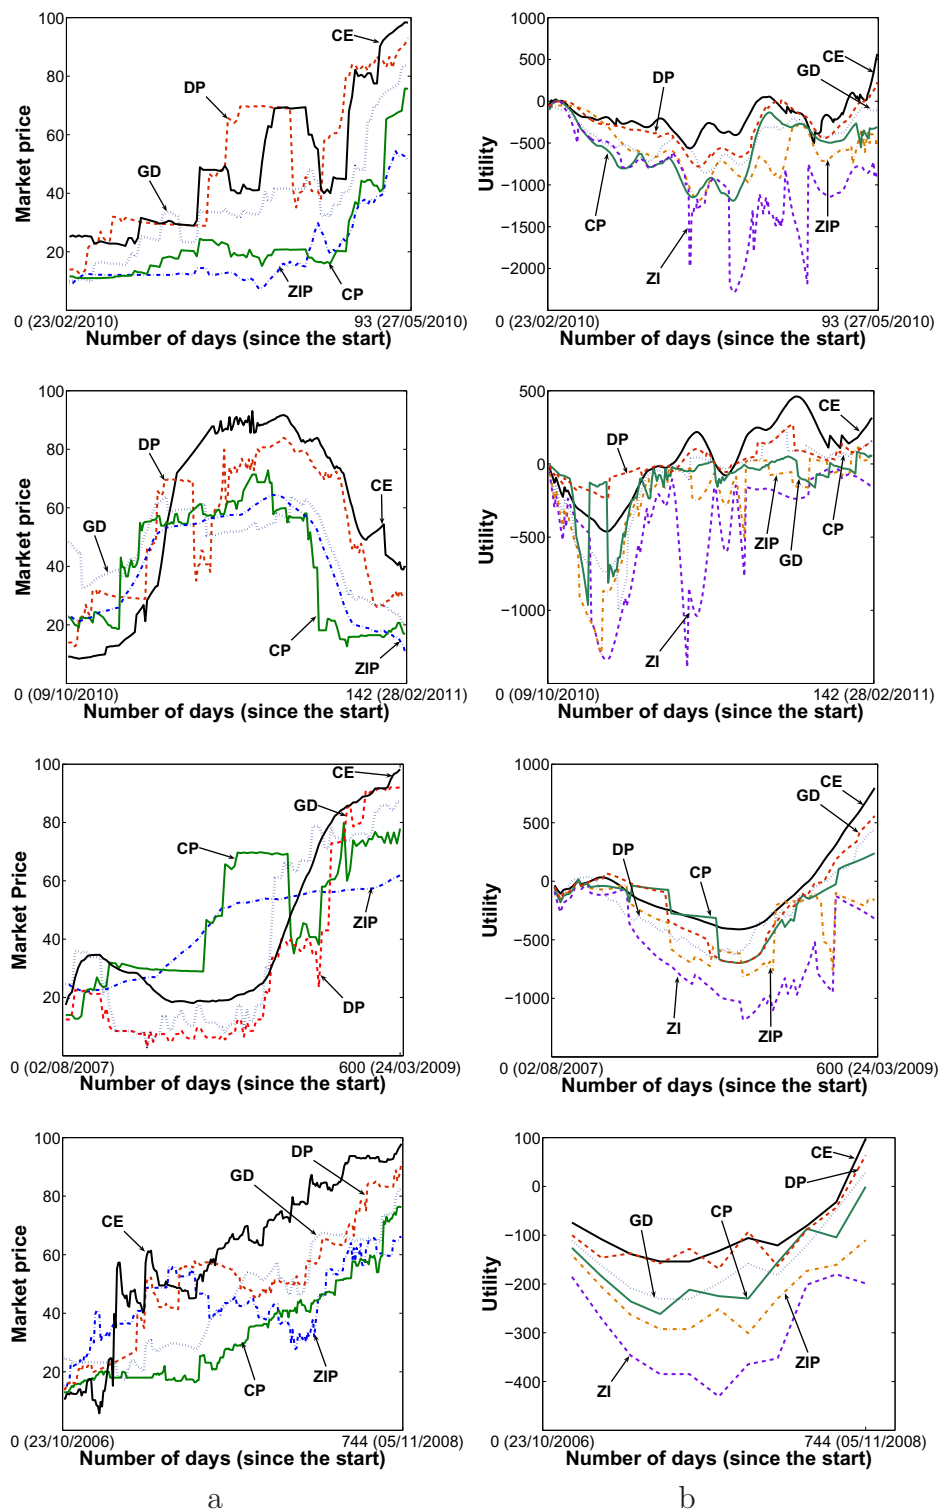 100
80
60
40
20
Market price
CE
DP
GD
ZIP
CP
0 (23/02/2010)
93 (27/05/2010)
Number of days (since the start)
1000
500
0
−500
−1000
−1500
−2000
Utility
CE
GD
DP
CP
ZI
ZIP
0 (23/02/2010)
93 (27/05/2010)
Number of days (since the start)
100
80
60
40
20
Market price
DP
CE
GD
CP
ZIP
0 (09/10/2010)
142 (28/02/2011)
Number of days (since the start)
500
0
−500
−1000
Utility
CE
DP
ZIP
GD
CP
ZI
0 (09/10/2010)
142 (28/02/2011)
Number of days (since the start)
100
80
60
40
20
Market Price
CE
GD
CP
ZIP
DP
0 (02/08/2007)
600 (24/03/2009)
Number of days (since the start)
1000
500
0
−500
−1000
Utility
CE
GD
DP
CP
ZI
ZIP
0 (02/08/2007)
600 (24/03/2009)
Number of days (since the start)
100
80
60
40
20
Market price
DP
GD
CE
CP
ZIP
0 (23/10/2006)
744 (05/11/2008)
Number of days (since the start)
0
−100
−200
−300
−400
Utility
CE
DP
GD
CP
ZIP
ZI
0 (23/10/2006)
744 (05/11/2008)
Number of days (since the start)
a
b